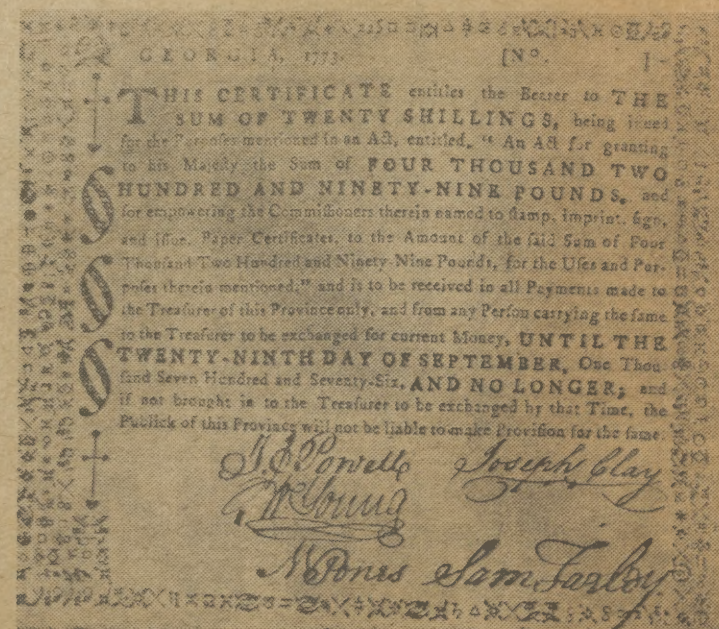 GEORGIA, 1773. [No.
THIS CERTIFICATE entitles the Bearer to THE
SUM OF TWENTY SHILLINGS, being issued
for the Purposes mentioned in an Act, entitled, "An Act for granting
to his Majesty the Sum of FOUR THOUSAND TWO
HUNDRED AND NINETY-NINE POUNDS, and
for empowering the Commissioners therein named to stamp, imprint, sign,
and issue, Paper Certificates, to the Amount of the said Sum of Four
Thousand Two Hundred and Ninety-Nine Pounds, for the Uses and Pur-
poses therein mentioned," and is to be received in all Payments made to
the Treasurer of this Province only, and from any Person carrying the same
to the Treasurer to be exchanged for current Money, UNTIL THE
TWENTY-NINTH DAY OF SEPTEMBER, One Thou-
sand Seven Hundred and Seventy-Six, AND NO LONGER; and
if not brought in to the Treasurer to be exchanged by that Time, the
Publick of this Province will not be liable to make Provision for the same.
J. E. Powell Joseph Clay
Wm Young
N Jones Sam Farley